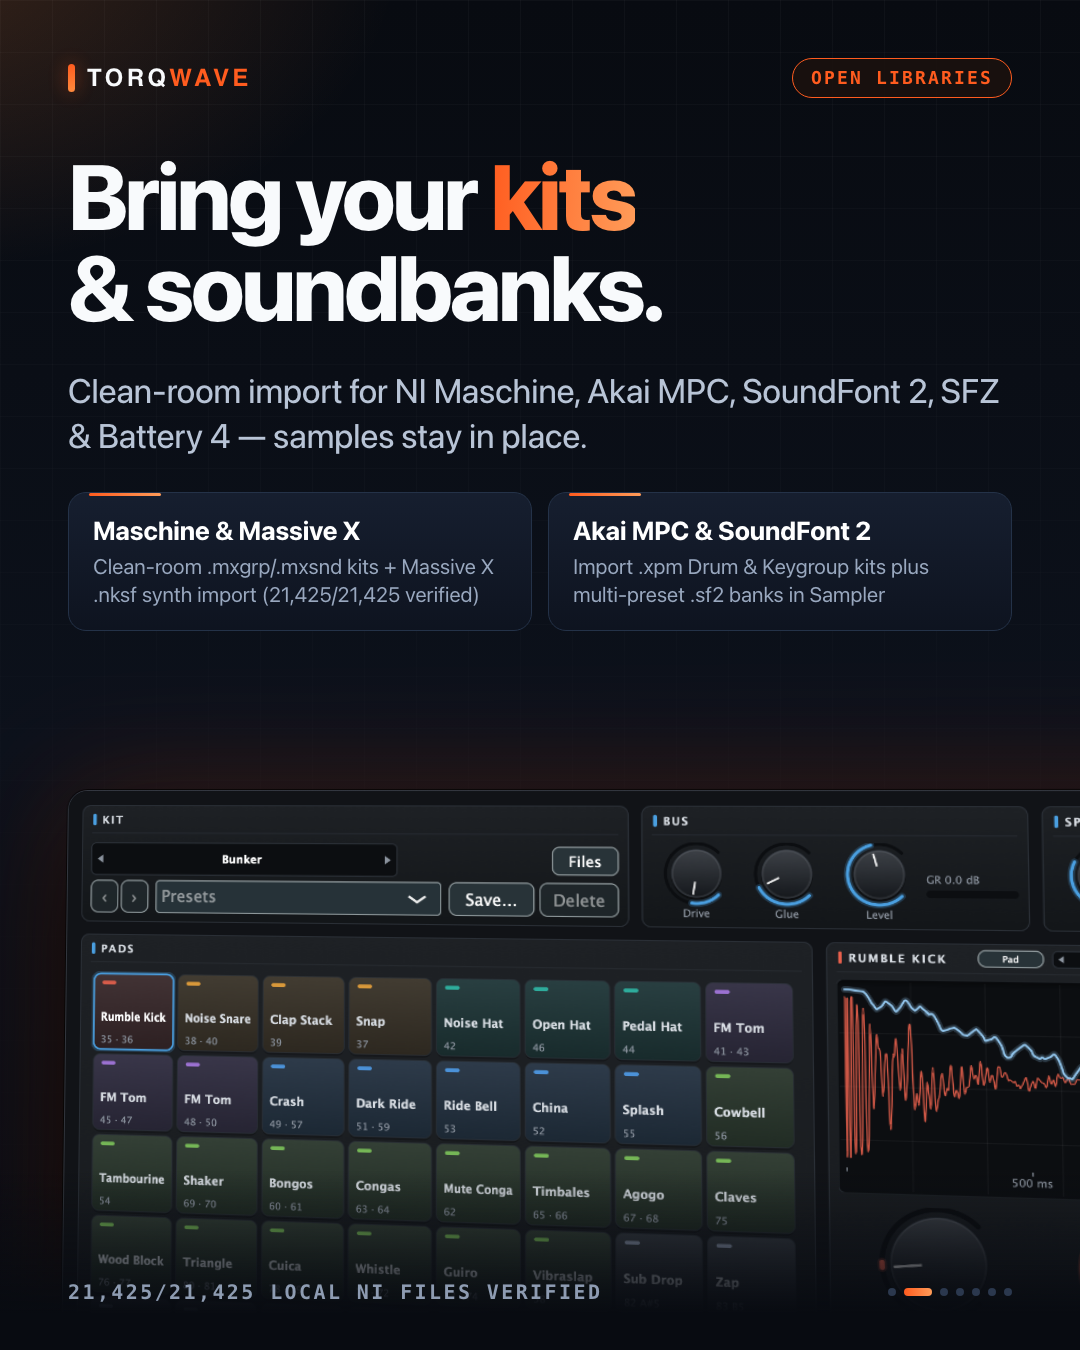 TORQWAVE
OPEN LIBRARIES
Bring your kits
& soundbanks.
Clean-room import for NI Maschine, Akai MPC, SoundFont 2, SFZ
& Battery 4 — samples stay in place.
Maschine & Massive X
Clean-room .mxgrp/.mxsnd kits + Massive X
.nksf synth import (21,425/21,425 verified)
Akai MPC & SoundFont 2
Import .xpm Drum & Keygroup kits plus
multi-preset .sf2 banks in Sampler
KIT
Bunker
Files
Presets
Save...
Delete
BUS
Drive
Glue
Level
GR 0.0 dB
SP
PADS
Rumble Kick
35 · 36
Noise Snare
38 · 40
Clap Stack
39
Snap
37
Noise Hat
42
Open Hat
46
Pedal Hat
44
FM Tom
41 · 43
FM Tom
45 · 47
FM Tom
48 · 50
Crash
49 · 57
Dark Ride
51 · 59
Ride Bell
53
China
52
Splash
55
Cowbell
56
Tambourine
54
Shaker
69 · 70
Bongos
60 · 61
Congas
63 · 64
Mute Conga
62
Timbales
65 · 66
Agogo
67 · 68
Claves
75
Wood Block
Triangle
Cuica
Whistle
Guiro
Vibraslap
Sub Drop
Zap
RUMBLE KICK
Pad
500 ms
21,425/21,425 LOCAL NI FILES VERIFIED